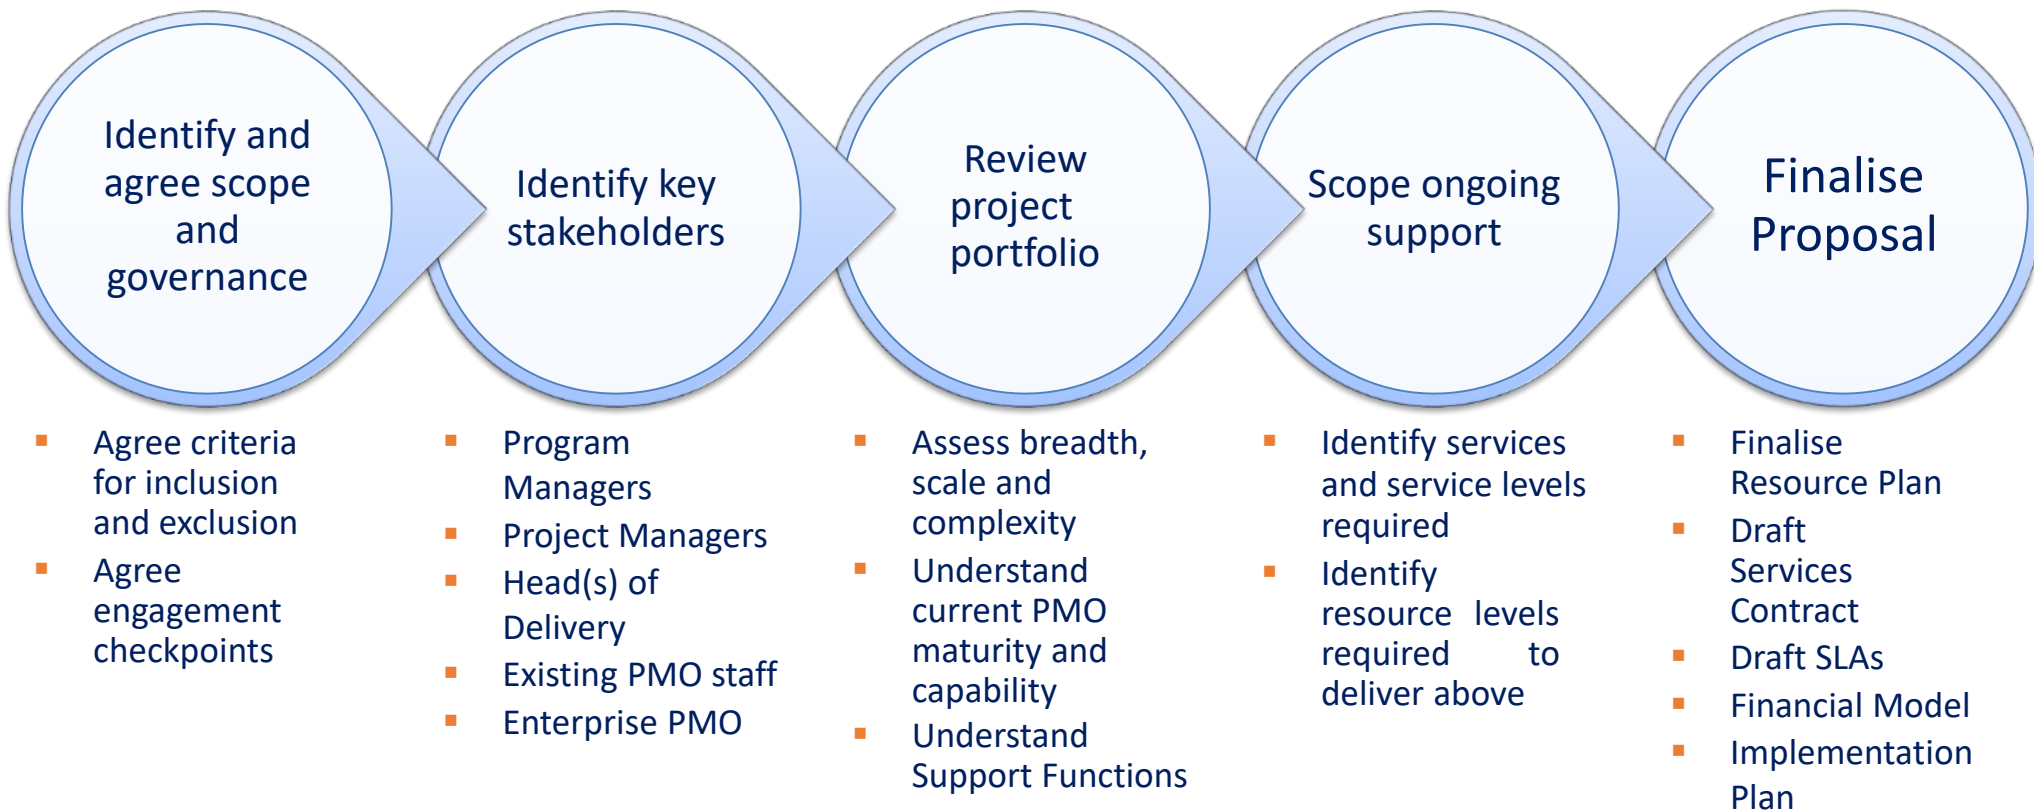 Identify and
agree scope
and
governance
Identify key
stakeholders
Review
project
portfolio
Scope ongoing
support
Finalise
Proposal
▪ Agree criteria
for inclusion
and exclusion
▪ Agree
engagement
checkpoints
▪ Program
Managers
▪ Project Managers
▪ Head(s) of
Delivery
▪ Existing PMO staff
▪ Enterprise PMO
▪ Assess breadth,
scale and
complexity
▪ Understand
current PMO
maturity and
capability
▪ Understand
Support Functions
▪ Identify services
and service levels
required
▪ Identify
resource levels
required to
deliver above
▪ Finalise
Resource Plan
▪ Draft
Services
Contract
▪ Draft SLAs
▪ Financial Model
▪ Implementation
Plan